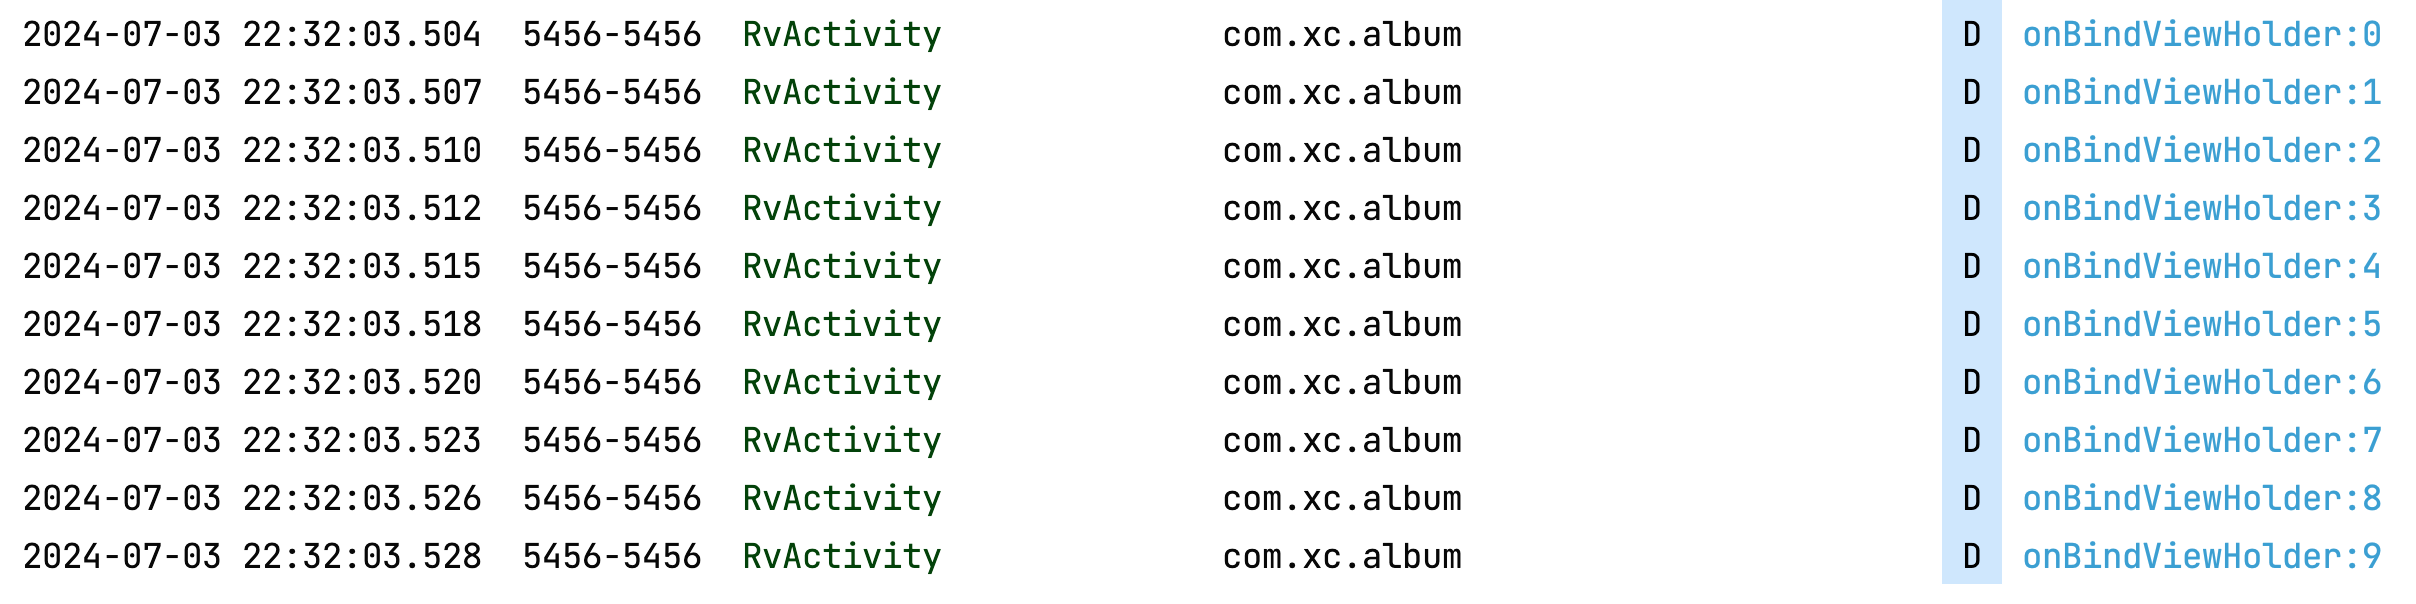 2024-07-03 22:32:03.504  5456-5456  RvActivity              com.xc.album                        D  onBindViewHolder:0
2024-07-03 22:32:03.507  5456-5456  RvActivity              com.xc.album                        D  onBindViewHolder:1
2024-07-03 22:32:03.510  5456-5456  RvActivity              com.xc.album                        D  onBindViewHolder:2
2024-07-03 22:32:03.512  5456-5456  RvActivity              com.xc.album                        D  onBindViewHolder:3
2024-07-03 22:32:03.515  5456-5456  RvActivity              com.xc.album                        D  onBindViewHolder:4
2024-07-03 22:32:03.518  5456-5456  RvActivity              com.xc.album                        D  onBindViewHolder:5
2024-07-03 22:32:03.520  5456-5456  RvActivity              com.xc.album                        D  onBindViewHolder:6
2024-07-03 22:32:03.523  5456-5456  RvActivity              com.xc.album                        D  onBindViewHolder:7
2024-07-03 22:32:03.526  5456-5456  RvActivity              com.xc.album                        D  onBindViewHolder:8
2024-07-03 22:32:03.528  5456-5456  RvActivity              com.xc.album                        D  onBindViewHolder:9